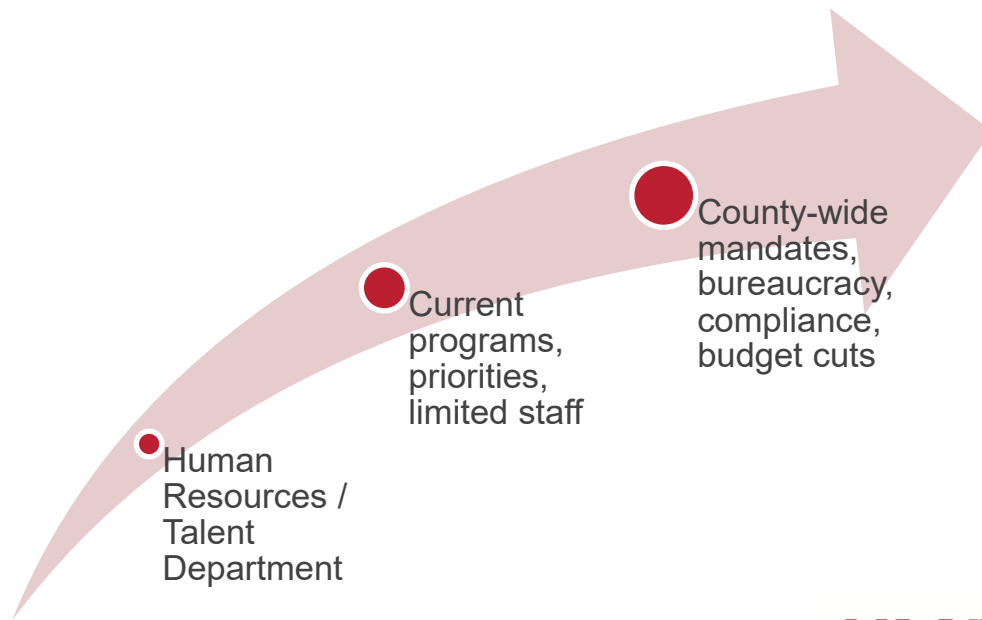 County-wide
mandates,
bureaucracy,
compliance,
budget cuts
Current
programs,
priorities,
limited staff
Human
Resources /
Talent
Department